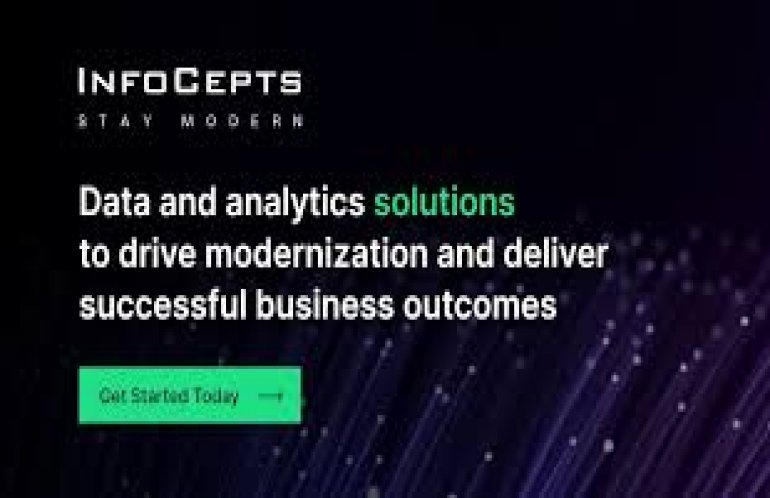 INFOCEPTS
STAY MODERN
Data and analytics solutions
to drive modernization and deliver
successful business outcomes
Get Started Today →